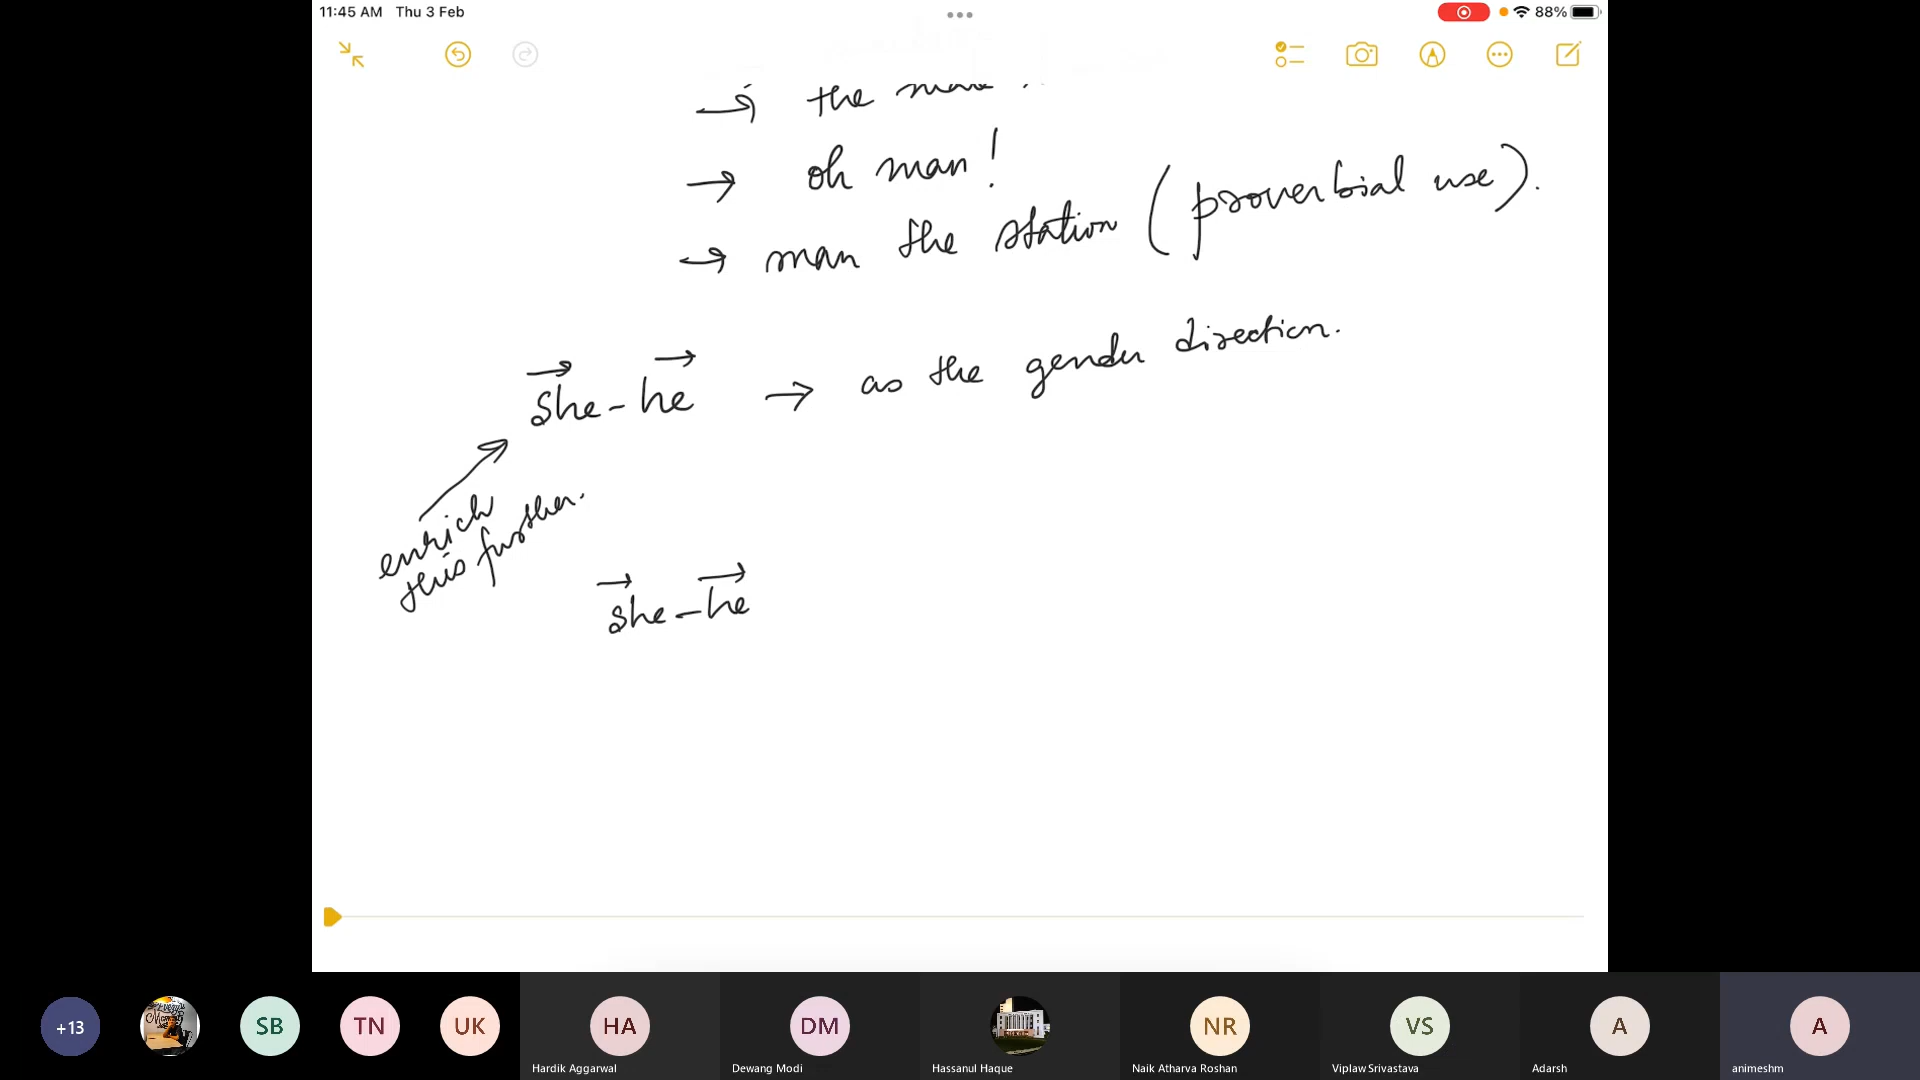 11:45 AM Thu 3 Feb
88%
→ the
→ oh man!
→ man the station (proverbial use).
she - he → as the gender direction.
enrich
this further.
she - he
+13
SB
TN
UK
HA
DM
NR
VS
A
A
Hardik Aggarwal
Dewang Modi
Hassanul Haque
Naik Atharva Roshan
Viplaw Srivastava
Adarsh
animeshm